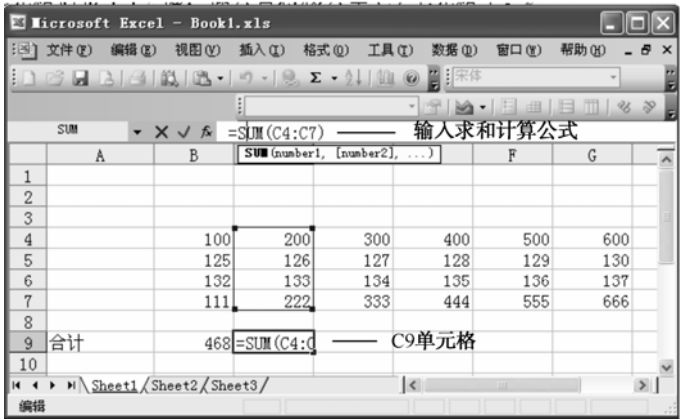 Microsoft Excel - Book1.xls
文件(F) 编辑(E) 视图(V) 插入(I) 格式(O) 工具(T) 数据(D) 窗口(W) 帮助(H)
宋体
SUM =SUM(C4:C7) 输入求和计算公式
SUM(number1, [number2], ...)
A B F G
1
2
3
4 100 200 300 400 500 600
5 125 126 127 128 129 130
6 132 133 134 135 136 137
7 111 222 333 444 555 666
8
9 合计 468 =SUM(C4:C C9单元格
10
Sheet1 Sheet2 Sheet3
编辑